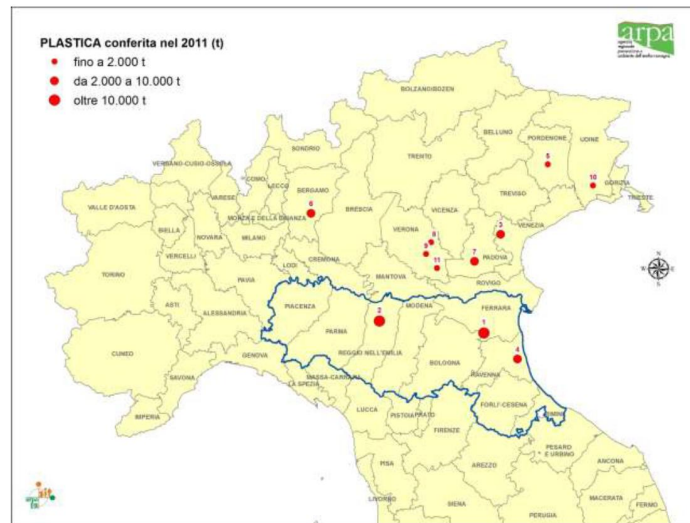 PLASTICA conferita nel 2011 (t)
fino a 2.000 t
da 2.000 a 10.000 t
oltre 10.000 t
arpa
BOLZANO/BOZEN
BELLUNO
PORDENONE
UDINE
SONDRIO
TRENTO
5
10
GORIZIA
TRIESTE
VERBANO-CUSIO-OSSOLA
COMO
LECCO
BERGAMO
6
VARESE
TREVISO
VALLE D'AOSTA
BIELLA
MONZA E DELLA BRIANZA
BRESCIA
VICENZA
VERONA
8
9
11
3
VENEZIA
7
PADOVA
NOVARA
MILANO
VERCELLI
LODI
CREMONA
MANTOVA
ROVIGO
TORINO
PAVIA
ASTI
ALESSANDRIA
PIACENZA
PARMA
2
MODENA
FERRARA
1
REGGIO NELL'EMILIA
BOLOGNA
4
RAVENNA
CUNEO
GENOVA
SAVONA
IMPERIA
MASSA-CARRARA
LA SPEZIA
LUCCA
PISTOIA
PRATO
FORLI'-CESENA
RIMINI
FIRENZE
PESARO
E URBINO
PISA
AREZZO
ANCONA
LIVORNO
SIENA
PERUGIA
MACERATA
FERMO